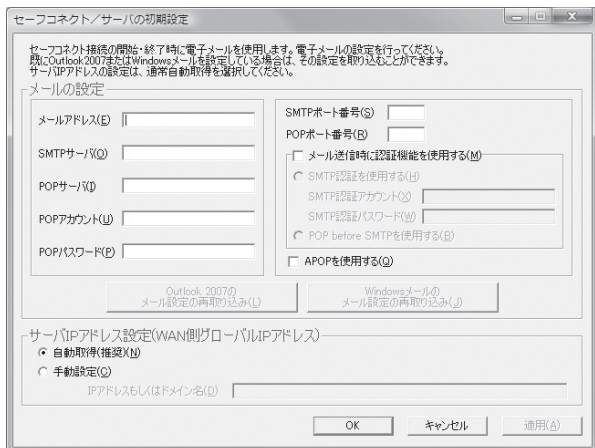 セーフコネクト／サーバの初期設定
セーフコネクト接続の開始・終了時に電子メールを使用します。電子メールの設定を行ってください。
既にOutlook2007またはWindowsメールを設定している場合は、その設定を取り込むことができます。
サーバIPアドレスの設定は、通常自動取得を選択してください。
メールの設定
メールアドレス(E)
SMTPサーバ(O)
POPサーバ(I)
POPアカウント(U)
POPパスワード(P)
SMTPポート番号(S)
POPポート番号(R)
メール送信時に認証機能を使用する(M)
SMTP認証を使用する(H)
SMTP認証アカウント(X)
SMTP認証パスワード(W)
POP before SMTPを使用する(B)
APOPを使用する(Q)
Outlook 2007の
メール設定の再取り込み(L)
Windowsメールの
メール設定の再取り込み(J)
サーバIPアドレス設定(WAN側グローバルIPアドレス)
自動取得(推奨)(N)
手動設定(C)
IPアドレスもしくはドメイン名(D)
OK
キャンセル
適用(A)